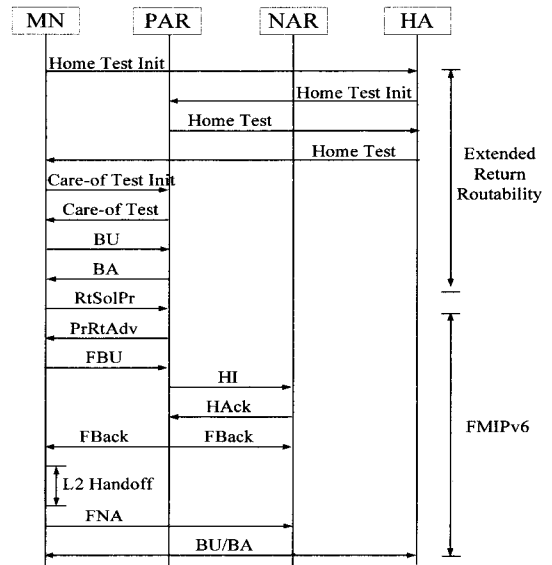 MN PAR NAR HA
Home Test Init
Home Test Init
Home Test
Home Test
Care-of Test Init
Care-of Test
BU
BA
RtSolPr
PrRtAdv
FBU
HI
HAck
FBack FBack
L2 Handoff
FNA
BU/BA
Extended
Return
Routability
FMIPv6